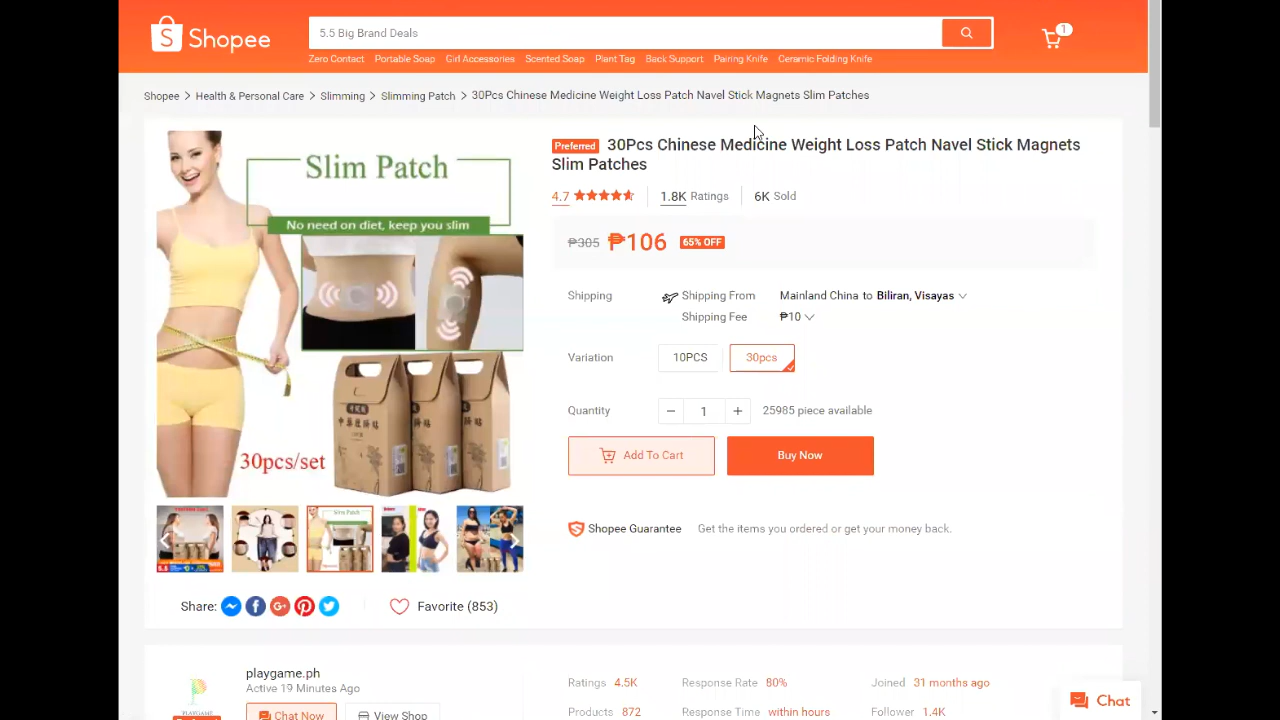 Shopee
5.5 Big Brand Deals
1
Zero Contact Portable Soap Girl Accessories Scented Soap Plant Tag Back Support Pairing Knife Ceramic Folding Knife
Shopee > Health & Personal Care > Slimming > Slimming Patch > 30Pcs Chinese Medicine Weight Loss Patch Navel Stick Magnets Slim Patches
Slim Patch
No need on diet, keep you slim
30pcs/set
Preferred 30Pcs Chinese Medicine Weight Loss Patch Navel Stick Magnets
Slim Patches
4.7 1.8K Ratings 6K Sold
₱305 ₱106 65% OFF
Shipping Shipping From Mainland China to Biliran, Visayas
Shipping Fee ₱10
Variation 10PCS 30pcs
Quantity − 1 + 25985 piece available
Add To Cart Buy Now
Shopee Guarantee Get the items you ordered or get your money back.
Share: Favorite (853)
playgame.ph
Active 19 Minutes Ago
Chat Now View Shop
Ratings 4.5K Response Rate 80% Joined 31 months ago
Products 872 Response Time within hours Follower 1.4K
Chat